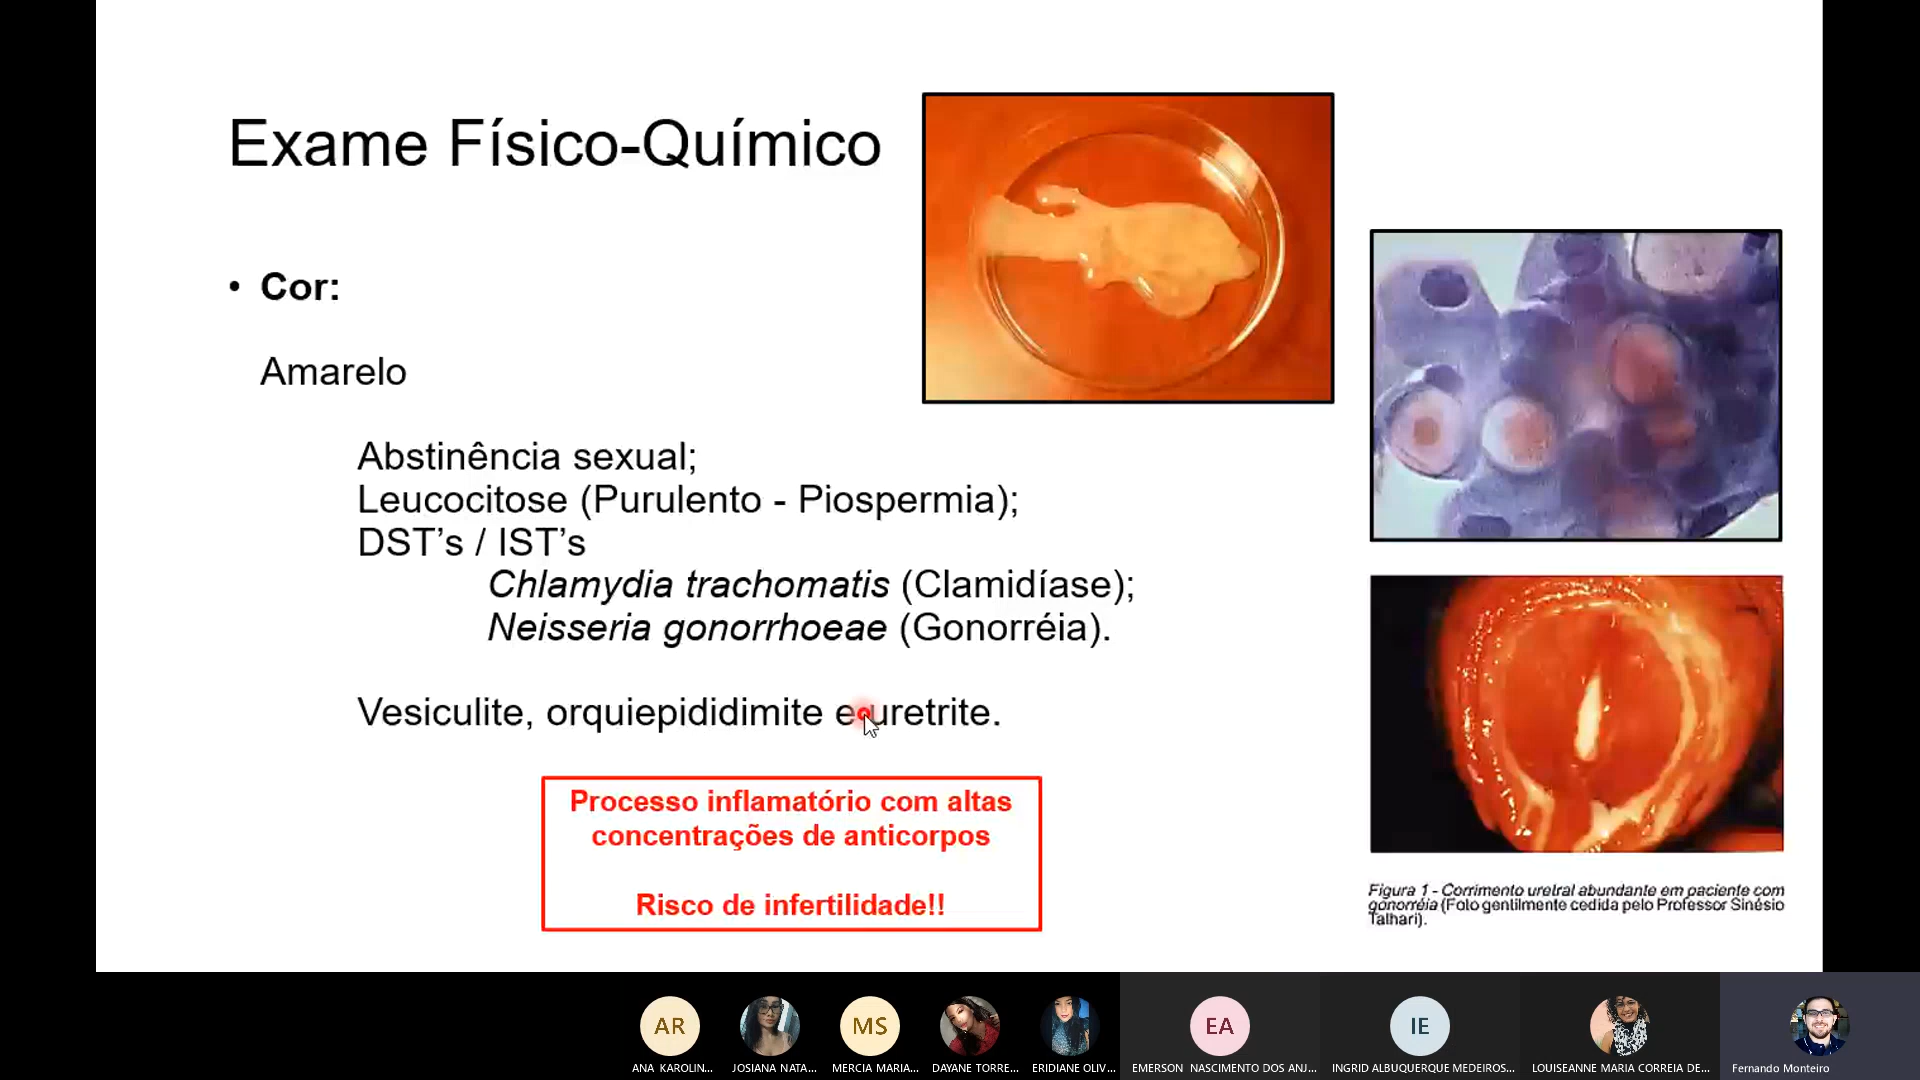 Exame Físico-Químico
• Cor:
Amarelo
Abstinência sexual;
Leucocitose (Purulento - Piospermia);
DST’s / IST’s
Chlamydia trachomatis (Clamidíase);
Neisseria gonorrhoeae (Gonorréia).
Vesiculite, orquiepididimite e uretrite.
Processo inflamatório com altas
concentrações de anticorpos
Risco de infertilidade!!
Figura 1 - Corrimento uretral abundante em paciente com
gonorréia (Foto gentilmente cedida pelo Professor Sinésio
Talhari).
AR
MS
EA
IE
ANA KAROLIN...
JOSIANA NATA...
MERCIA MARIA...
DAYANE TORRE...
ERIDIANE OLIV...
EMERSON NASCIMENTO DOS ANJ...
INGRID ALBUQUERQUE MEDEIROS...
LOUISEANNE MARIA CORREIA DE...
Fernando Monteiro